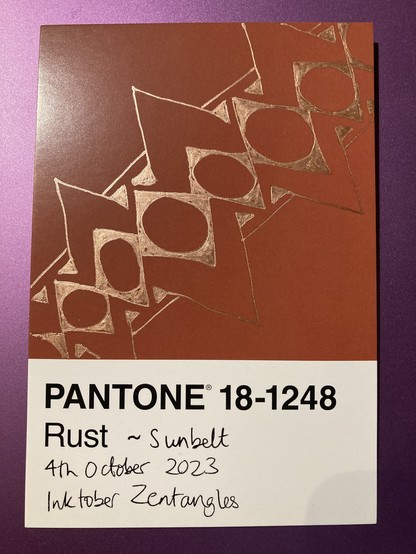 PANTONE® 18-1248
Rust ~ Sunbelt
4th October 2023
Inktober Zentangles